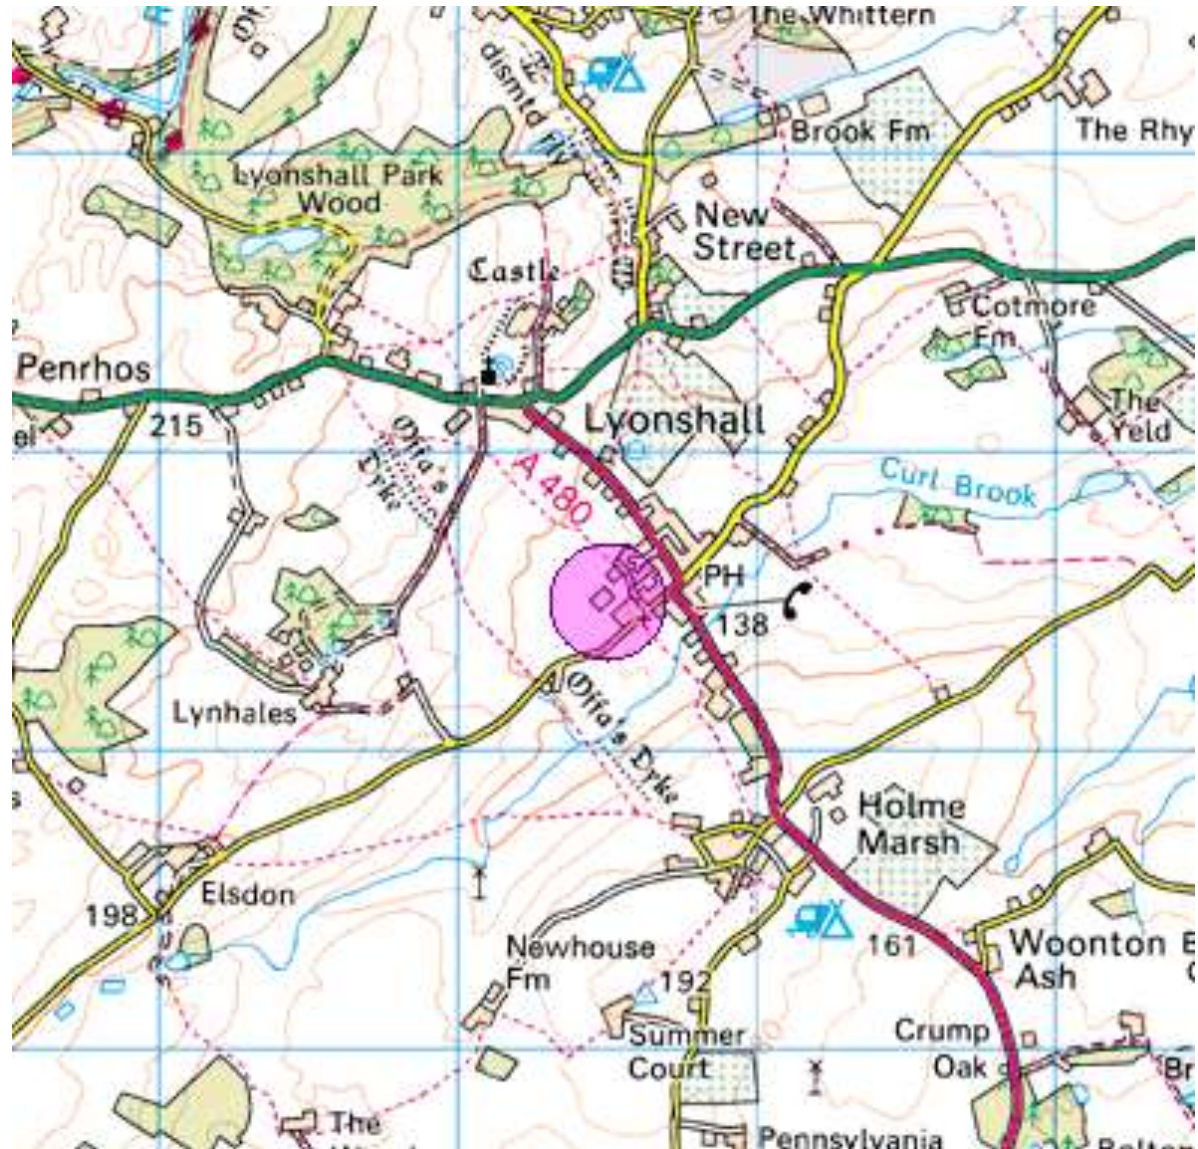 The Whittern
dismtd
Rly
Brook Fm
The Rhy
Lyonshall Park
Wood
New
Street
Castle
Cotmore
Fm
Penrhos
215
Lyonshall
The
Yeld
Offa's
Dyke
A 480
Curl Brook
PH
138
Lynhales
Offa's Dyke
Holme
Marsh
Elsdon
198
Newhouse
Fm
161
Woonton
Ash
192
Summer
Court
Crump
Oak
Br
The
Pennsylvania